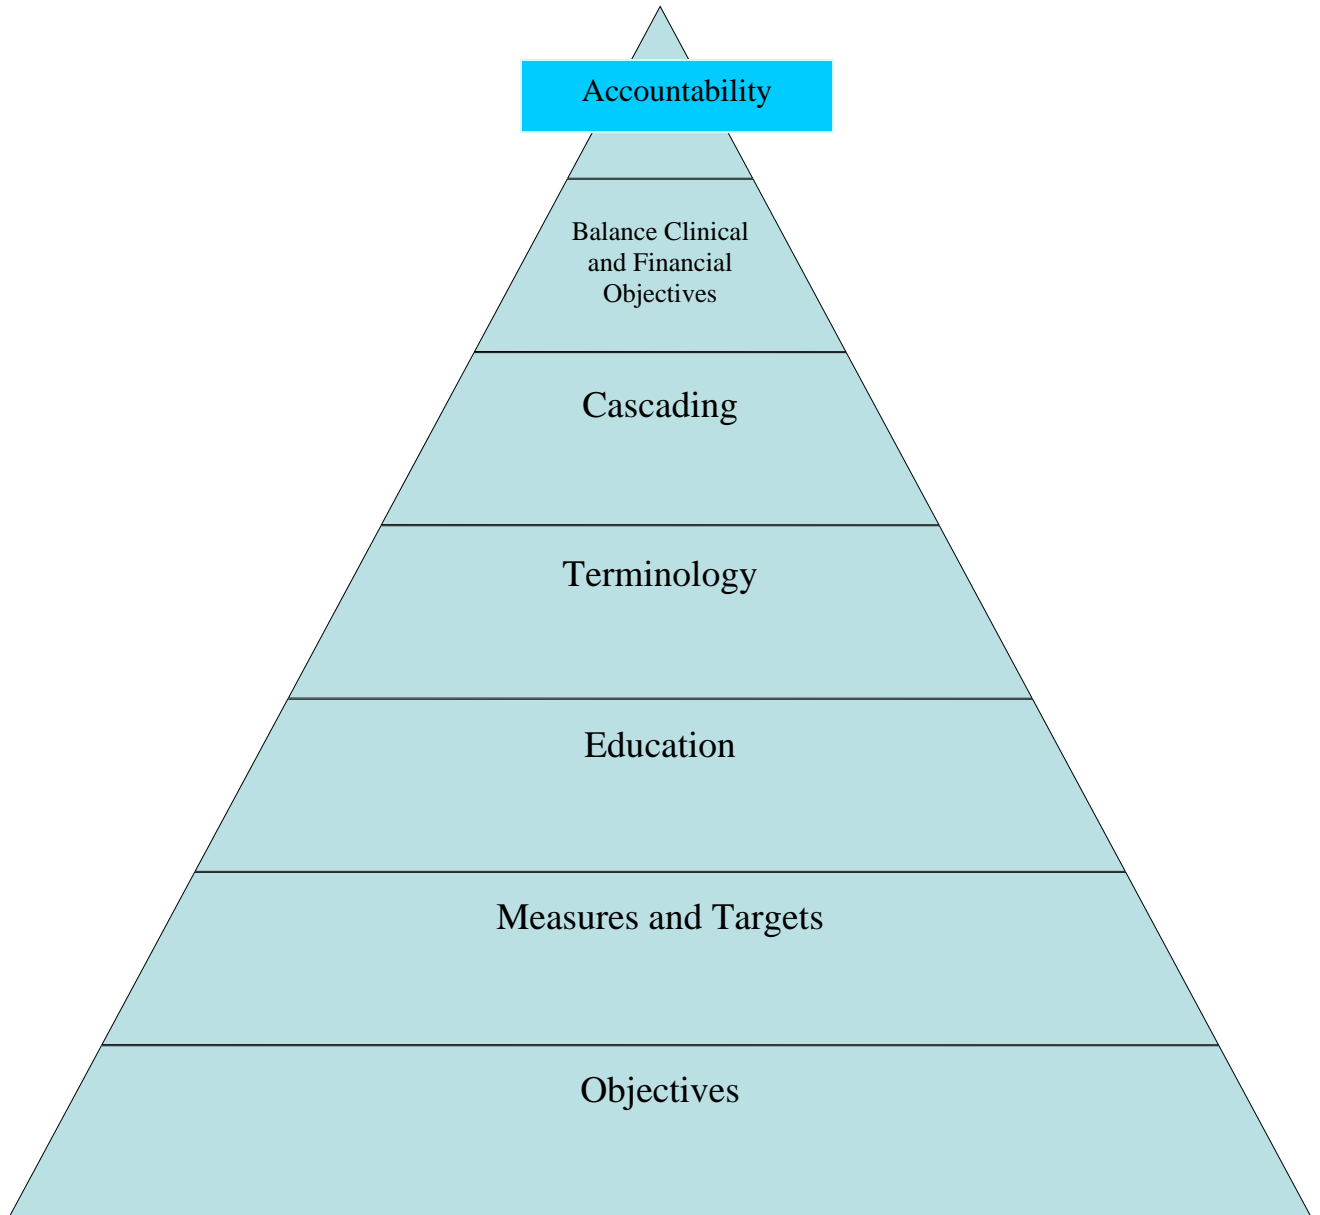 Accountability
Balance Clinical
and Financial
Objectives
Cascading
Terminology
Education
Measures and Targets
Objectives